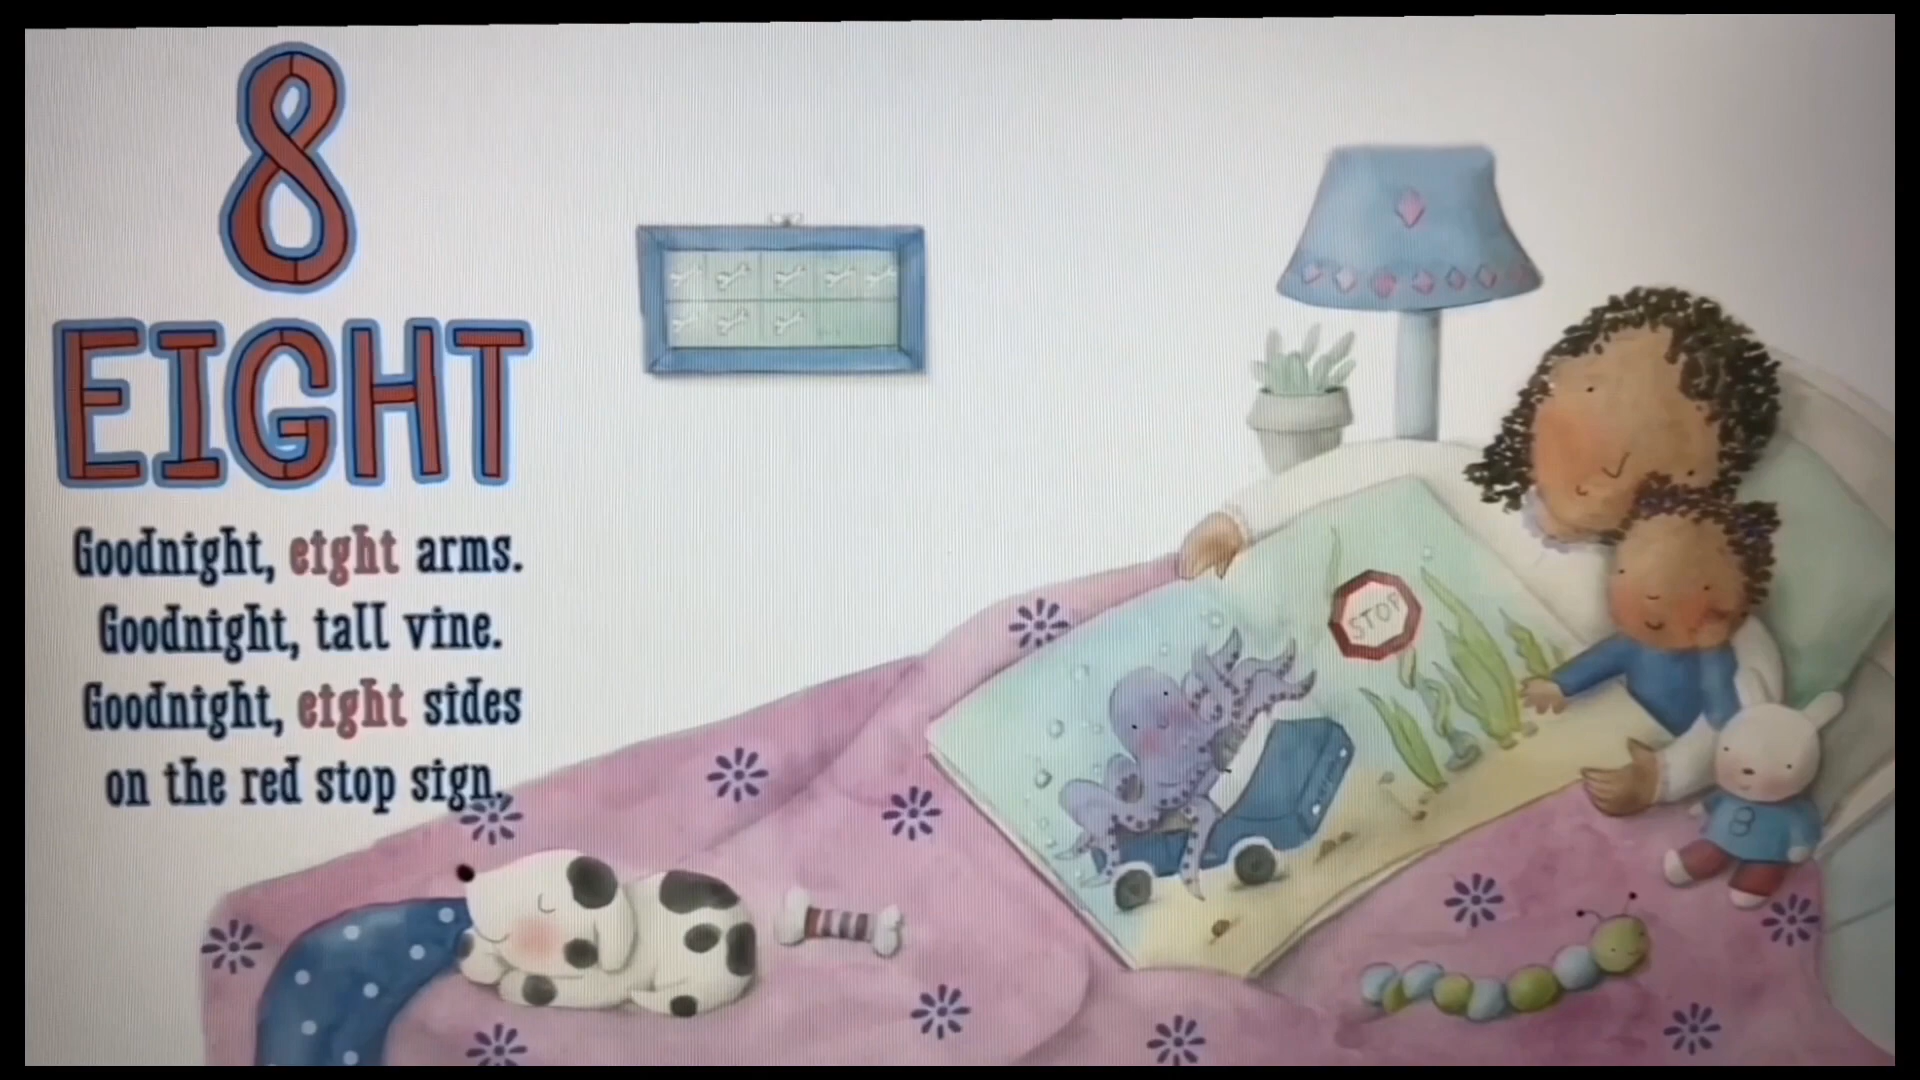 8
EIGHT
Goodnight, eight arms.
Goodnight, tall vine.
Goodnight, eight sides
on the red stop sign.
STOP
8